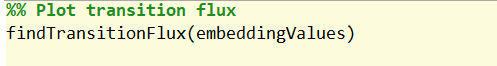 %% Plot transition flux
findTransitionFlux(embeddingValues)